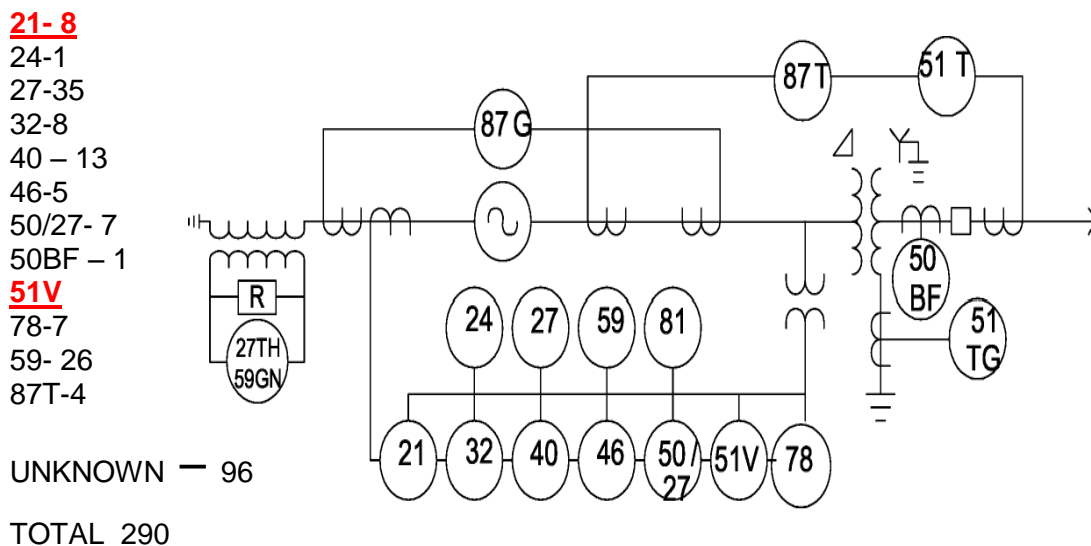 21- 8
24-1
27-35
32-8
40 – 13
46-5
50/27- 7
50BF – 1
51V
78-7
59- 26
87T-4
UNKNOWN – 96
TOTAL 290
87T
51 T
87G
R
27TH
59GN
50
BF
51
TG
24
27
59
81
21
32
40
46
50/
27
51V
78